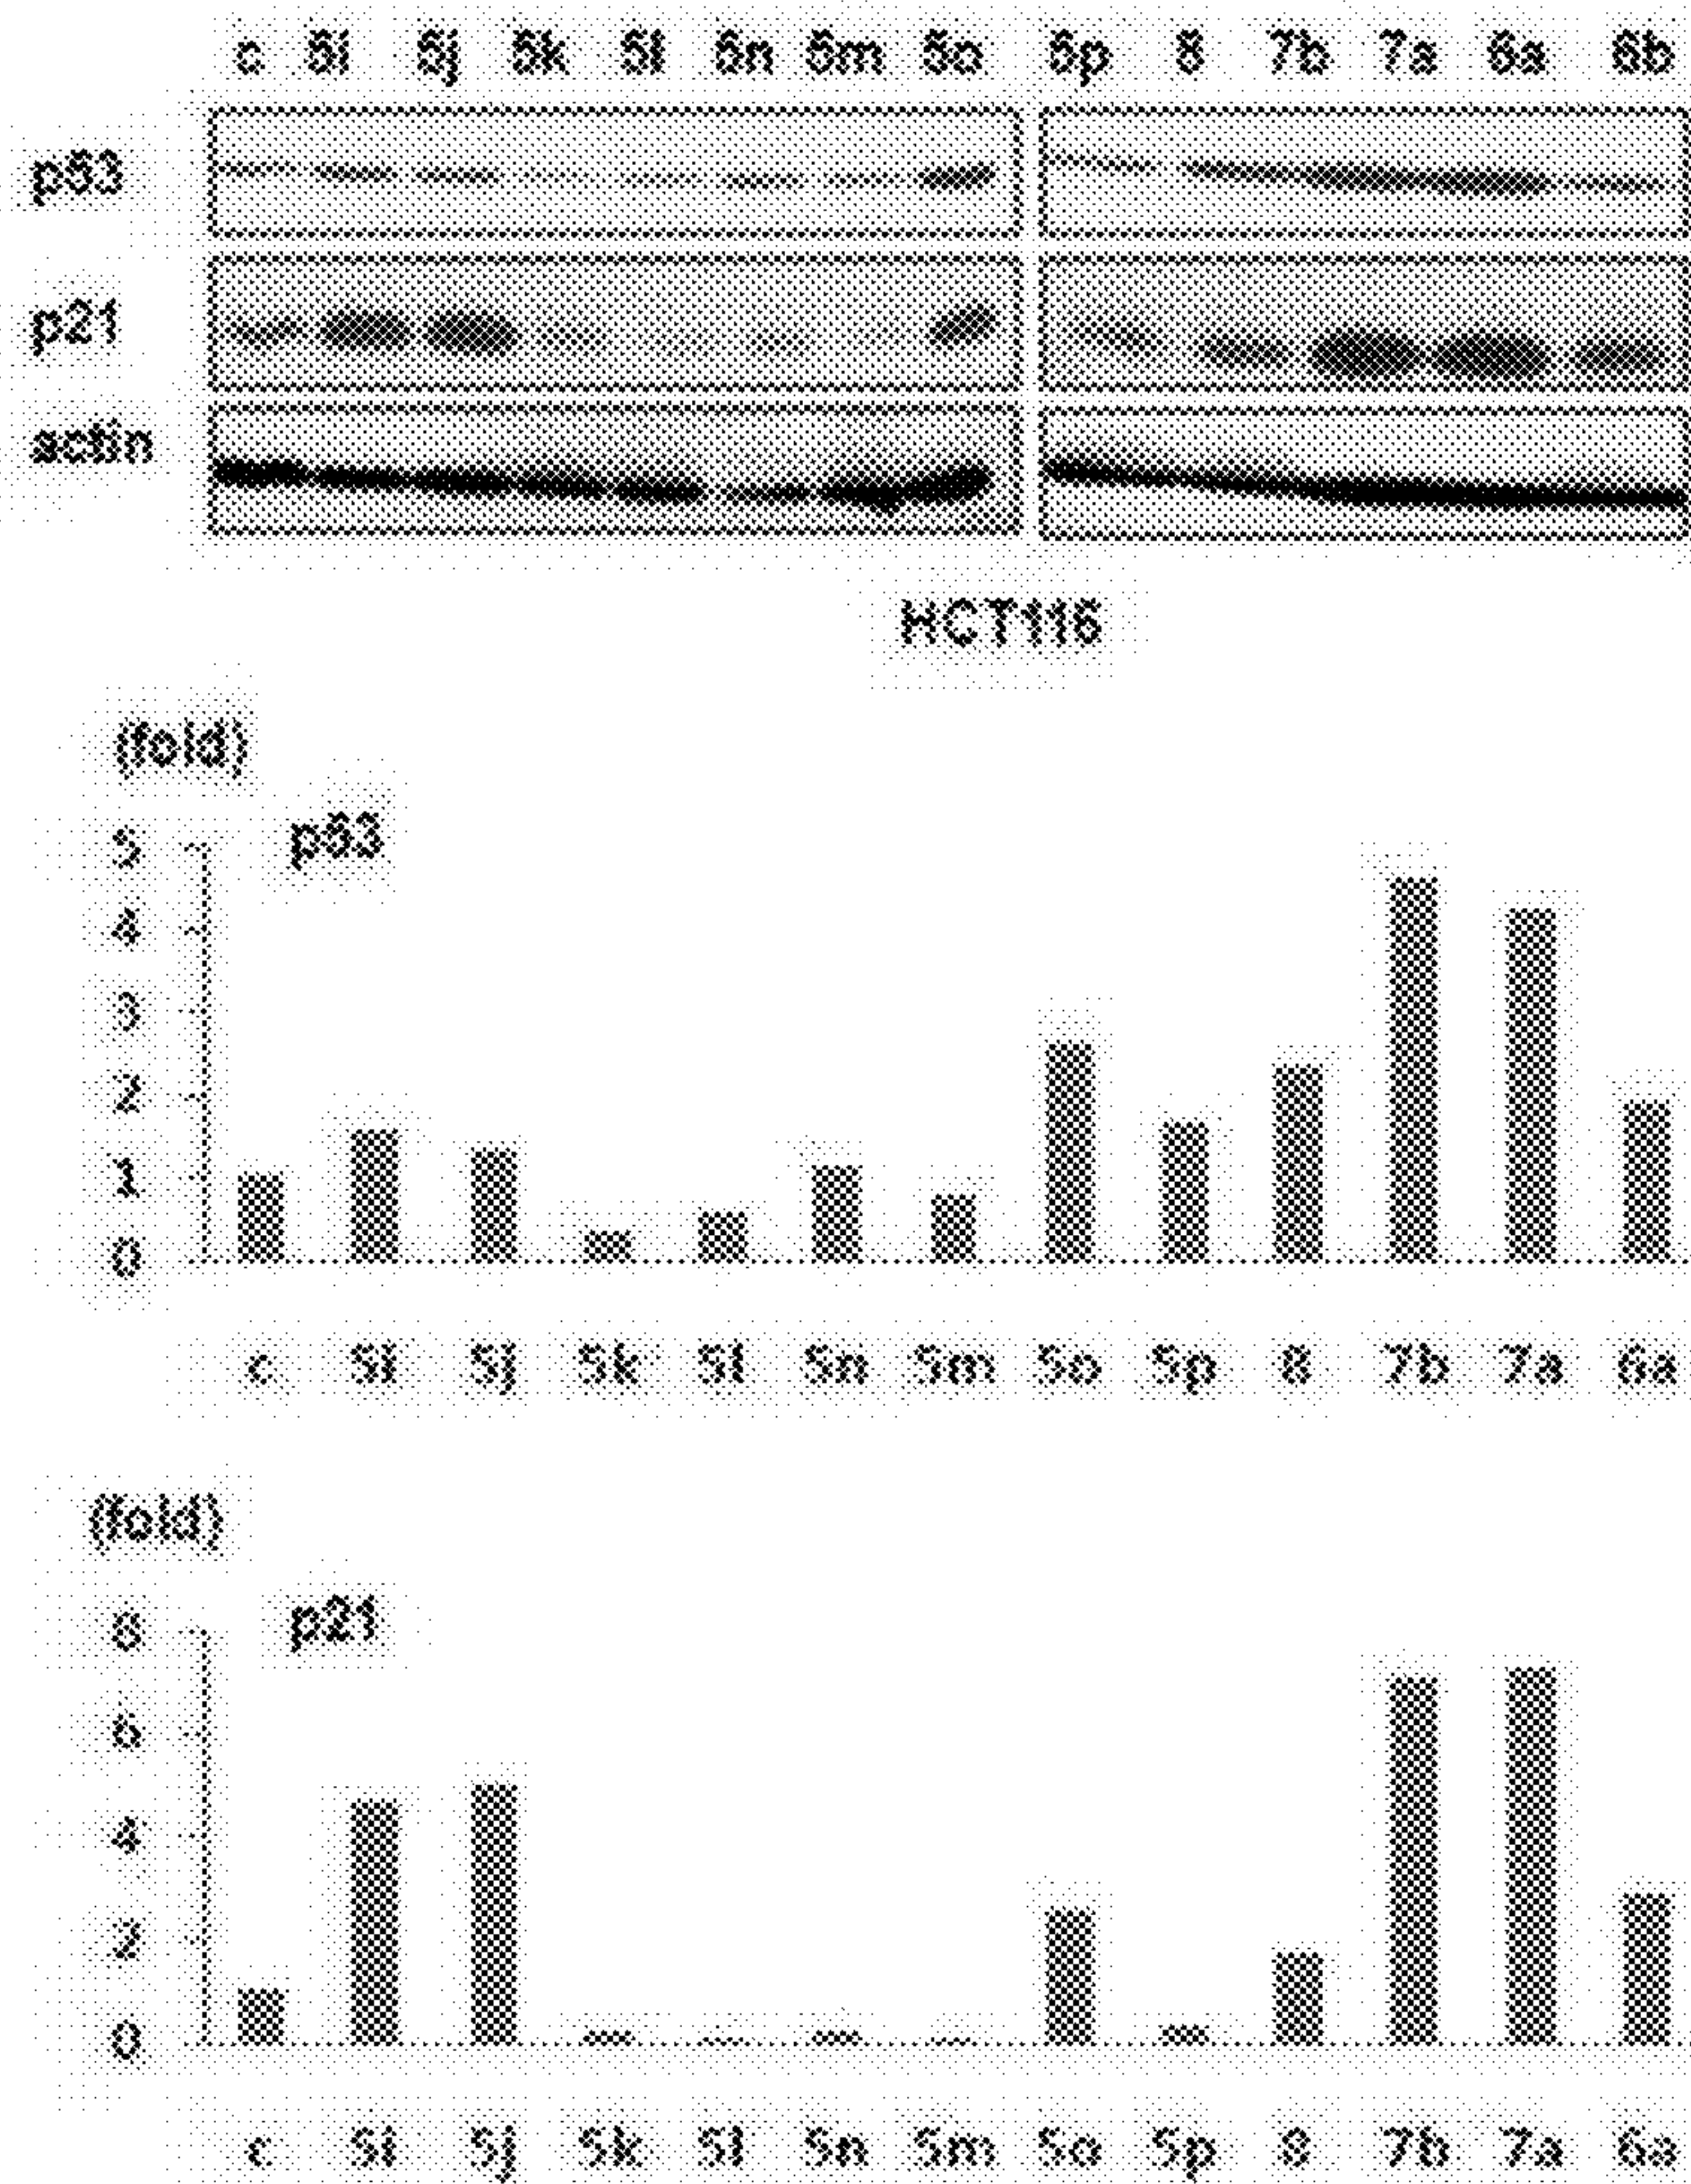 c 5i 5j 5k 5l 5n 5m 5o 5p 8 7b 7a 6a 6b
p53
p21
actin
HCT116
(fold)
p53
5
4
3
2
1
0
c 5i 5j 5k 5l 5n 5m 5o 5p 8 7b 7a 6a
(fold)
p21
8
6
4
2
0
c 5i 5j 5k 5l 5n 5m 5o 5p 8 7b 7a 6a